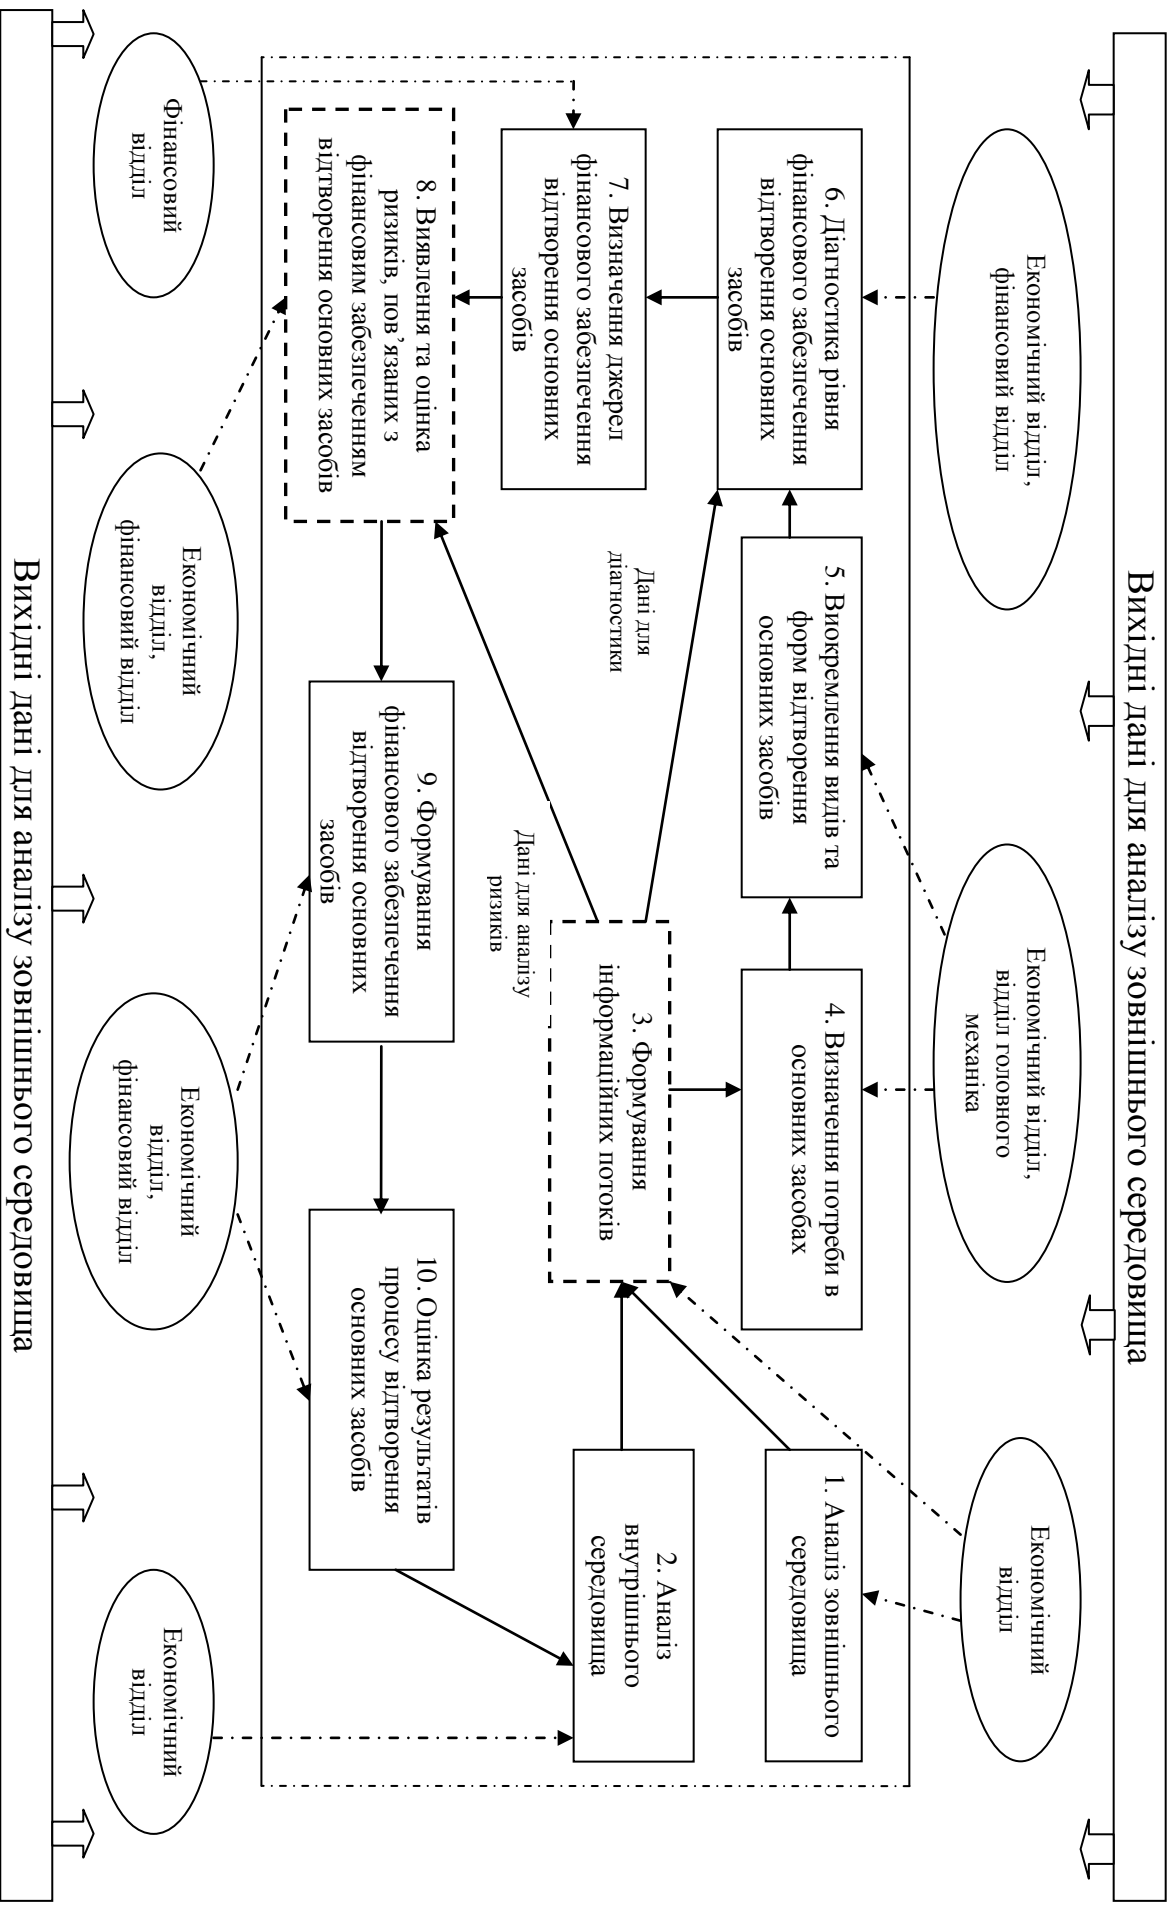 Вихідні дані для аналізу зовнішнього середовища
Економічний відділ,
фінансовий відділ
Економічний відділ,
відділ головного
механіка
Економічний
відділ
6. Діагностика рівня
фінансового забезпечення
відтворення основних
засобів
5. Виокремлення видів та
форм відтворення
основних засобів
4. Визначення потреби в
основних засобах
1. Аналіз зовнішнього
середовища
7. Визначення джерел
фінансового забезпечення
відтворення основних
засобів
Дані для
діагностики
3. Формування
інформаційних потоків
2. Аналіз
внутрішнього
середовища
Дані для аналізу
ризиків
8. Виявлення та оцінка
ризиків, пов’язаних з
фінансовим забезпеченням
відтворення основних засобів
9. Формування
фінансового забезпечення
відтворення основних
засобів
10. Оцінка результатів
процесу відтворення
основних засобів
Фінансовий
відділ
Економічний
відділ,
фінансовий відділ
Економічний
відділ,
фінансовий відділ
Економічний
відділ
Вихідні дані для аналізу зовнішнього середовища